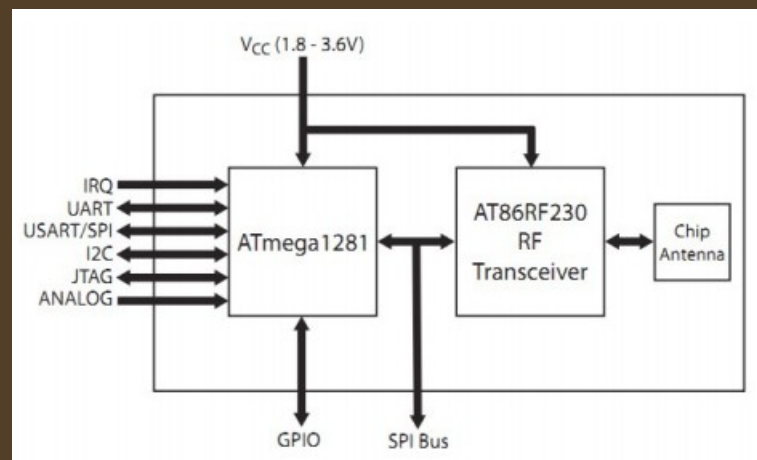 VCC (1.8 - 3.6V)
IRQ
UART
USART/SPI
I2C
JTAG
ANALOG
ATmega1281
AT86RF230
RF
Transceiver
Chip
Antenna
GPIO
SPI Bus